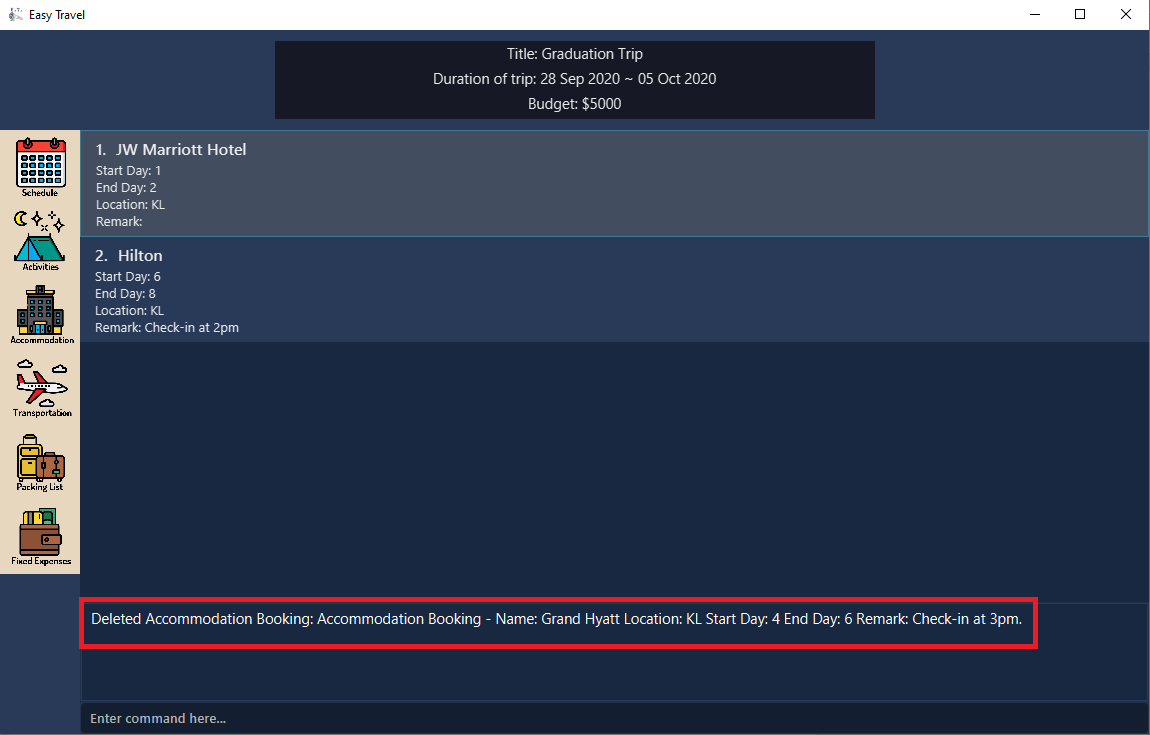 Easy Travel
Title: Graduation Trip
Duration of trip: 28 Sep 2020 ~ 05 Oct 2020
Budget: $5000
Schedule
Activities
Accommodation
Transportation
Packing List
Fixed Expenses
1. JW Marriott Hotel
Start Day: 1
End Day: 2
Location: KL
Remark:
2. Hilton
Start Day: 6
End Day: 8
Location: KL
Remark: Check-in at 2pm
Deleted Accommodation Booking: Accommodation Booking - Name: Grand Hyatt Location: KL Start Day: 4 End Day: 6 Remark: Check-in at 3pm.
Enter command here...